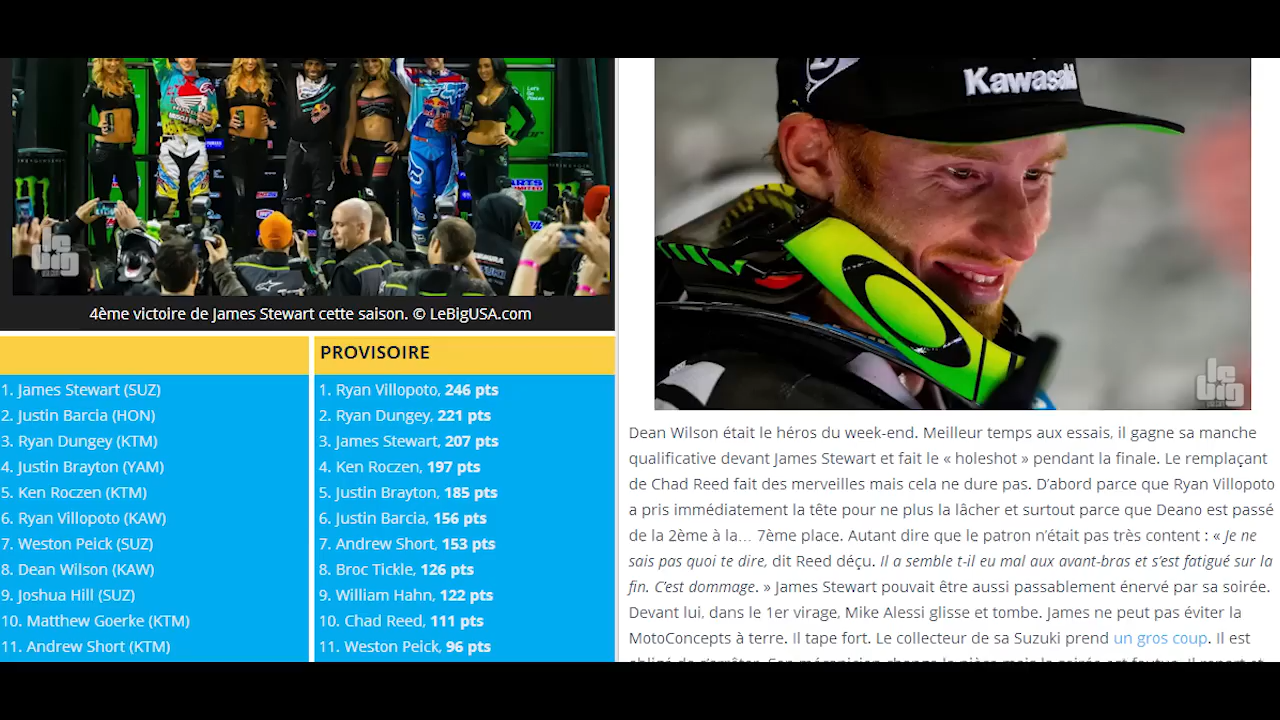 4ème victoire de James Stewart cette saison. © LeBigUSA.com
PROVISOIRE
1. James Stewart (SUZ)
2. Justin Barcia (HON)
3. Ryan Dungey (KTM)
4. Justin Brayton (YAM)
5. Ken Roczen (KTM)
6. Ryan Villopoto (KAW)
7. Weston Peick (SUZ)
8. Dean Wilson (KAW)
9. Joshua Hill (SUZ)
10. Matthew Goerke (KTM)
11. Andrew Short (KTM)
1. Ryan Villopoto, 246 pts
2. Ryan Dungey, 221 pts
3. James Stewart, 207 pts
4. Ken Roczen, 197 pts
5. Justin Brayton, 185 pts
6. Justin Barcia, 156 pts
7. Andrew Short, 153 pts
8. Broc Tickle, 126 pts
9. William Hahn, 122 pts
10. Chad Reed, 111 pts
11. Weston Peick, 96 pts
Kawasaki
le big
Dean Wilson était le héros du week-end. Meilleur temps aux essais, il gagne sa manche
qualificative devant James Stewart et fait le « holeshot » pendant la finale. Le remplaçant
de Chad Reed fait des merveilles mais cela ne dure pas. D’abord parce que Ryan Villopoto
a pris immédiatement la tête pour ne plus la lâcher et surtout parce que Deano est passé
de la 2ème à la… 7ème place. Autant dire que le patron n’était pas très content : « Je ne
sais pas quoi te dire, dit Reed déçu. Il a semble t-il eu mal aux avant-bras et s’est fatigué sur la
fin. C’est dommage. » James Stewart pouvait être aussi passablement énervé par sa soirée.
Devant lui, dans le 1er virage, Mike Alessi glisse et tombe. James ne peut pas éviter la
MotoConcepts à terre. Il tape fort. Le collecteur de sa Suzuki prend un gros coup. Il est